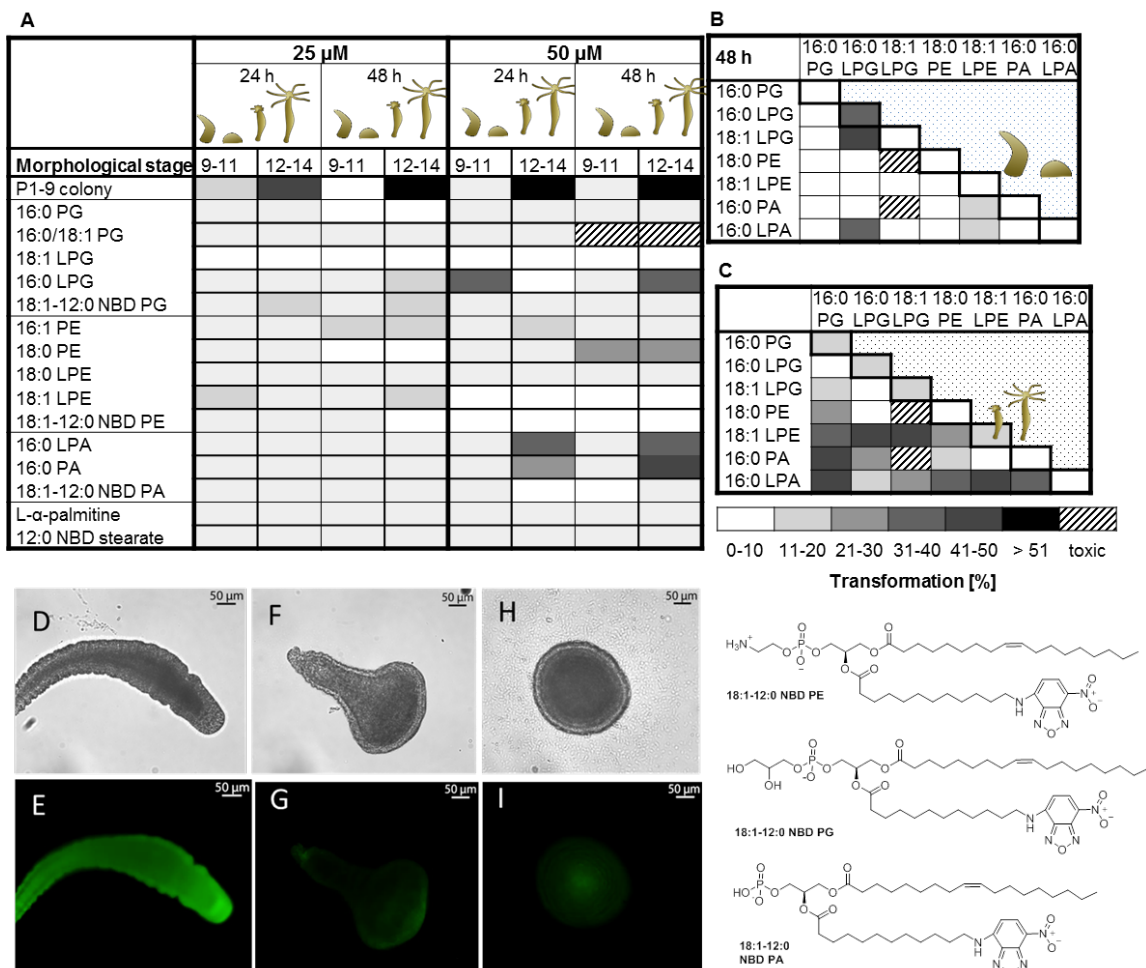 A
25 µM
50 µM
24 h
48 h
24 h
48 h
Morphological stage 9-11 12-14 9-11 12-14 9-11 12-14 9-11 12-14
P1-9 colony
16:0 PG
16:0/18:1 PG
18:1 LPG
16:0 LPG
18:1-12:0 NBD PG
16:1 PE
18:0 PE
18:0 LPE
18:1 LPE
18:1-12:0 NBD PE
16:0 LPA
16:0 PA
18:1-12:0 NBD PA
L-α-palmitine
12:0 NBD stearate
B
16:0 16:0 18:1 18:0 18:1 16:0 16:0
48 h PG LPG LPG PE LPE PA LPA
16:0 PG
16:0 LPG
18:1 LPG
18:0 PE
18:1 LPE
16:0 PA
16:0 LPA
C
16:0 16:0 18:1 18:0 18:1 16:0 16:0
PG LPG LPG PE LPE PA LPA
16:0 PG
16:0 LPG
18:1 LPG
18:0 PE
18:1 LPE
16:0 PA
16:0 LPA
0-10 11-20 21-30 31-40 41-50 > 51 toxic
Transformation [%]
D
50 µm
F
50 µm
H
50 µm
E
50 µm
G
50 µm
I
50 µm
H₃N⁺
O
P
O
O⁻
O
O
O
O
N
H
N
O
N
N⁺
O⁻
O
18:1-12:0 NBD PE
HO
OH
O
P
O
⁻O
O
O
O
O
O
N
H
N
O
N
N⁺
O⁻
O
18:1-12:0 NBD PG
HO
O
P
O⁻
O
O
O
O
O
N
H
N
N
N⁺
O⁻
O
18:1-12:0
NBD PA